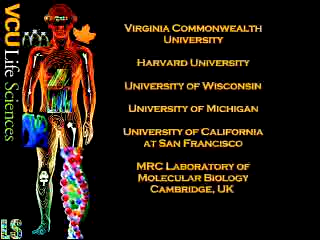 VCU Life Sciences
VIRGINIA COMMONWEALTH
UNIVERSITY
HARVARD UNIVERSITY
UNIVERSITY OF WISCONSIN
UNIVERSITY OF MICHIGAN
UNIVERSITY OF CALIFORNIA
AT SAN FRANCISCO
MRC LABORATORY OF
MOLECULAR BIOLOGY
CAMBRIDGE, UK
LS